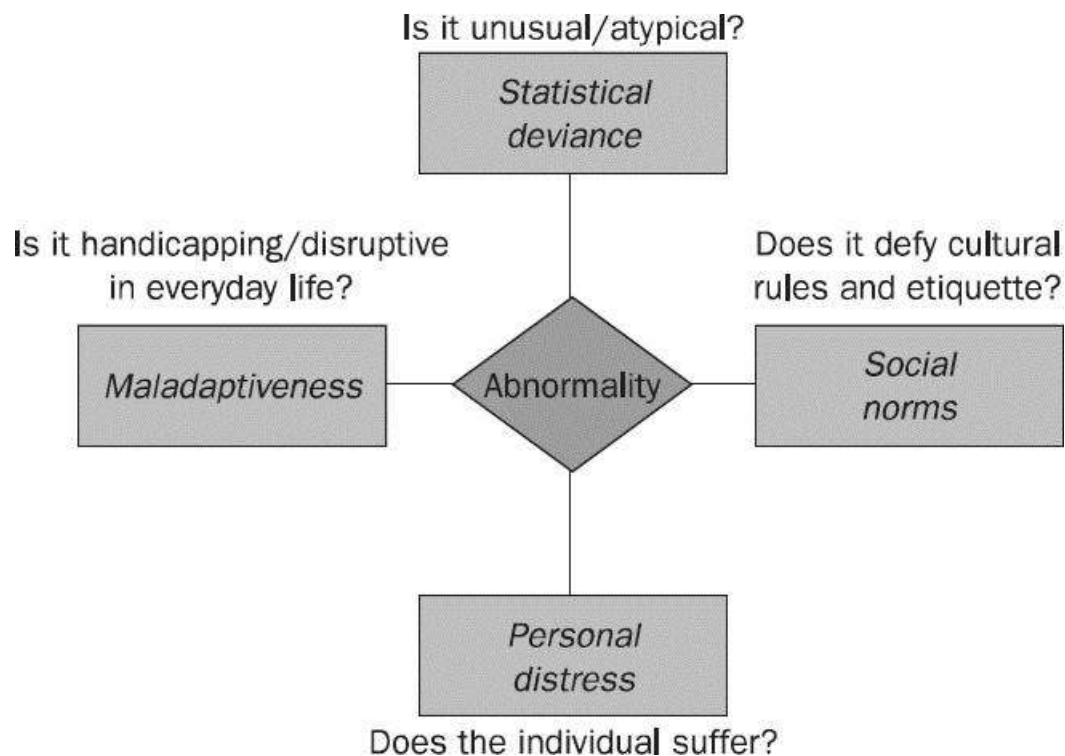 Is it unusual/atypical?
Statistical
deviance
Is it handicapping/disruptive
in everyday life?
Maladaptiveness
Does it defy cultural
rules and etiquette?
Social
norms
Abnormality
Personal
distress
Does the individual suffer?